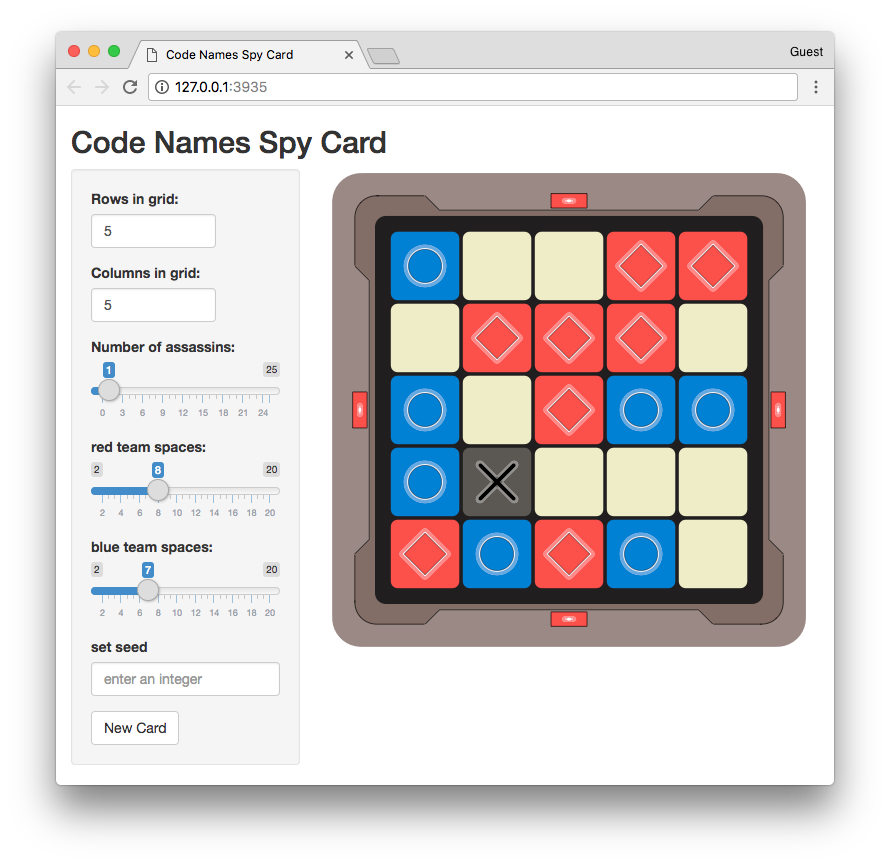 Code Names Spy Card
Guest
127.0.0.1:3935
Code Names Spy Card
Rows in grid:
5
Columns in grid:
5
Number of assassins:
1 25
0 3 6 9 12 15 18 21 24
red team spaces:
2 8 20
2 4 6 8 10 12 14 16 18 20
blue team spaces:
2 7 20
2 4 6 8 10 12 14 16 18 20
set seed
enter an integer
New Card